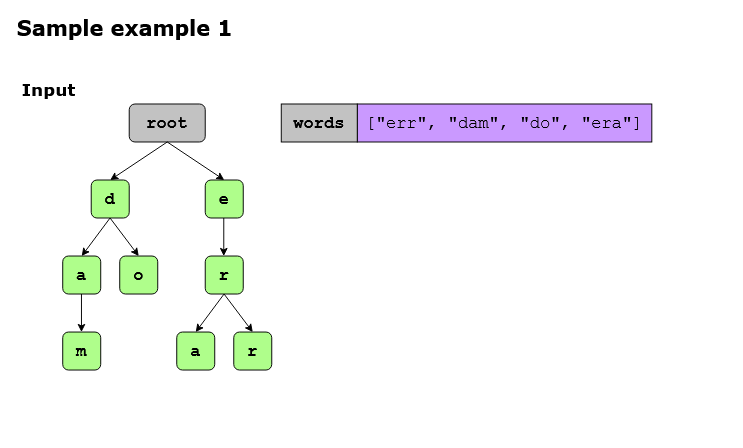 Sample example 1
Input
root
words ["err", "dam", "do", "era"]
d e
a o r
m a r